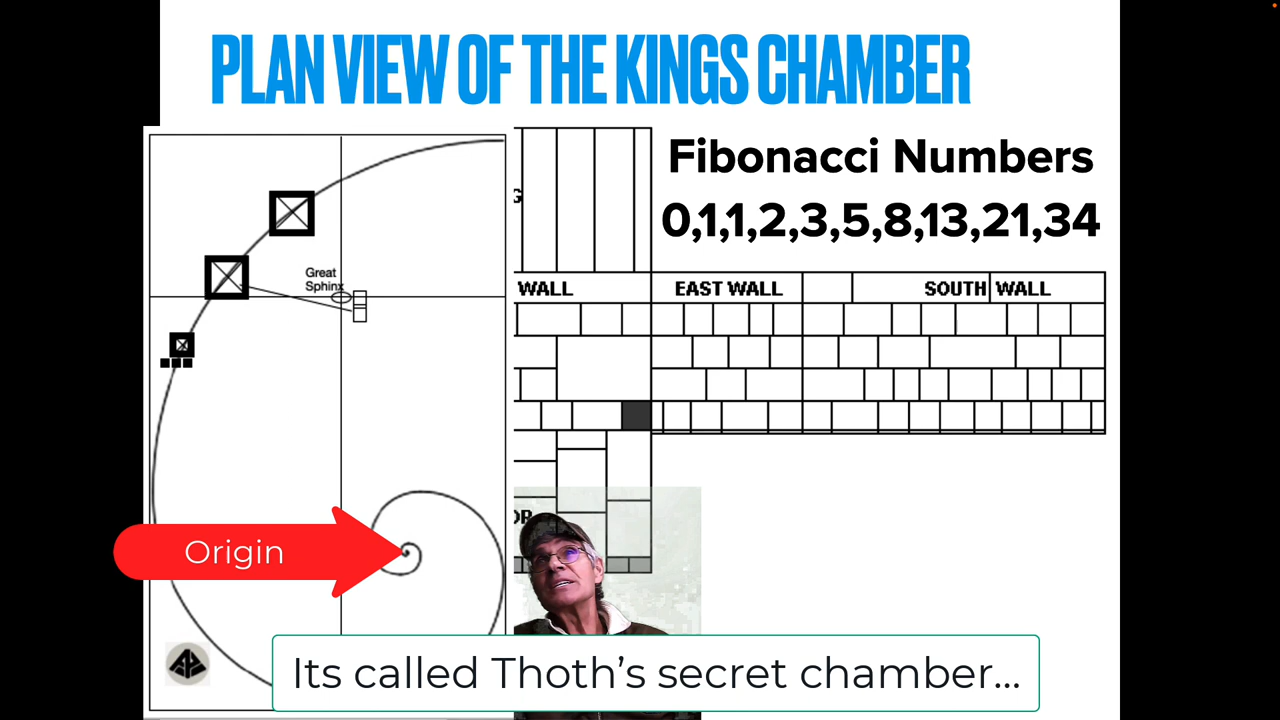 PLAN VIEW OF THE KINGS CHAMBER
Fibonacci Numbers
0,1,1,2,3,5,8,13,21,34
Great
Sphinx
WALL
EAST WALL
SOUTH WALL
Origin
Its called Thoth’s secret chamber...